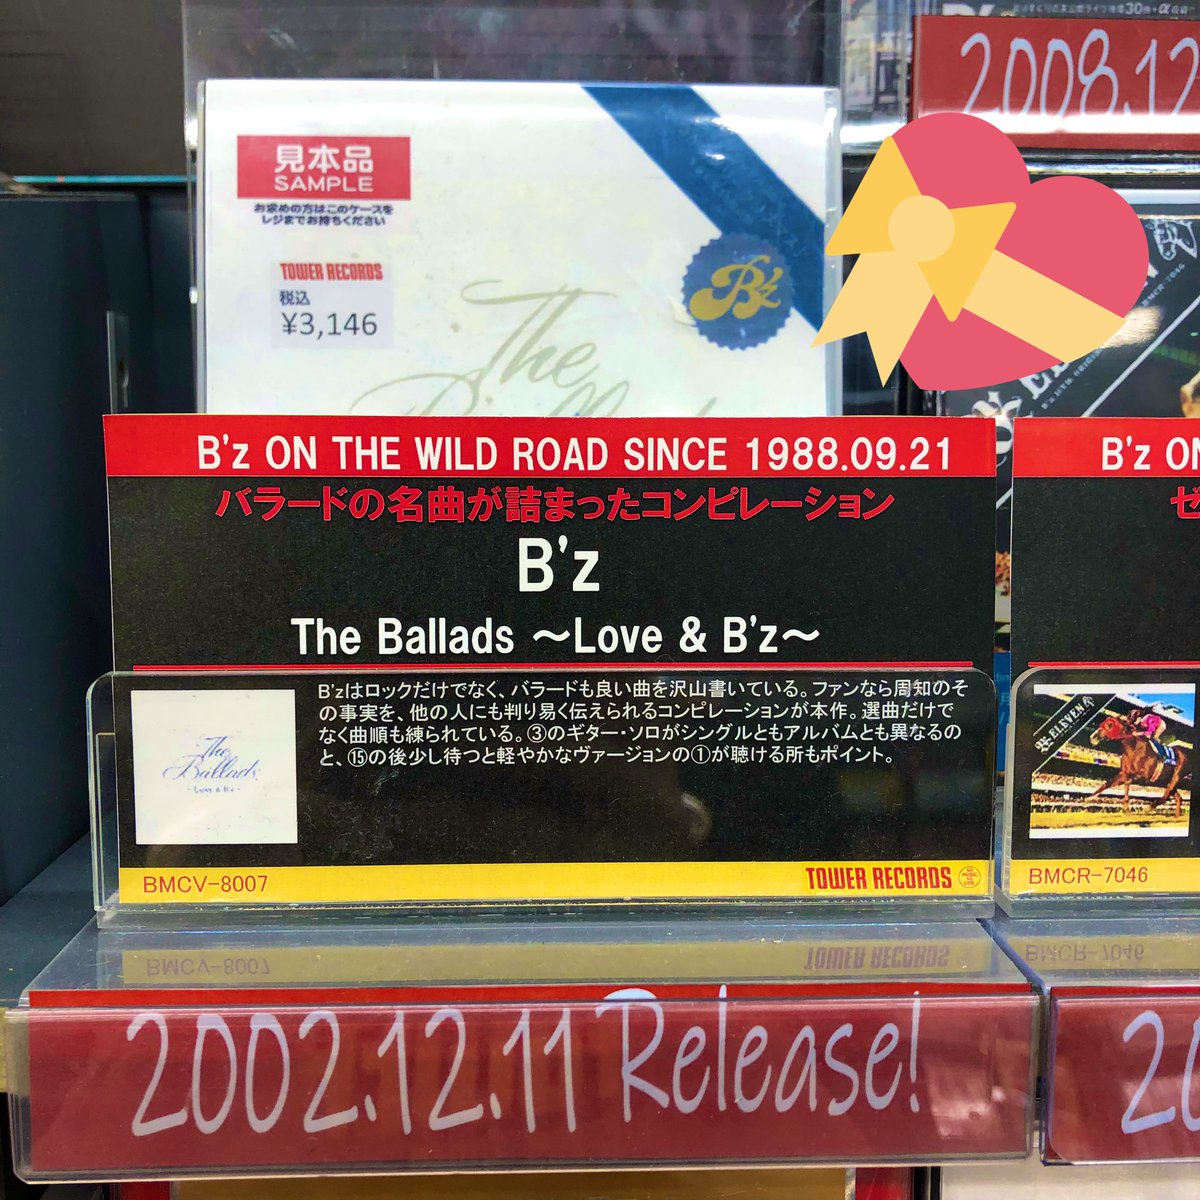 2008.12
見本品
SAMPLE
お求めの方はこのケースを
レジまでお持ちください
TOWER RECORDS
税込
¥3,146
B'z
The
B'z ON THE WILD ROAD SINCE 1988.09.21
バラードの名曲が詰まったコンピレーション
B'z
The Ballads ～Love & B'z～
B'zはロックだけでなく、バラードも良い曲を沢山書いている。ファンなら周知のそ
の事実を、他の人にも判り易く伝えられるコンピレーションが本作。選曲だけで
なく曲順も練られている。③のギター・ソロがシングルともアルバムとも異なるの
と、⑮の後少し待つと軽やかなヴァージョンの①が聴ける所もポイント。
The
Ballads
～Love & B'z～
BMCV-8007
TOWER RECORDS
2002.12.11 Release!
B'z ON
ゼ
ELEVEN
BMCR-7046
20